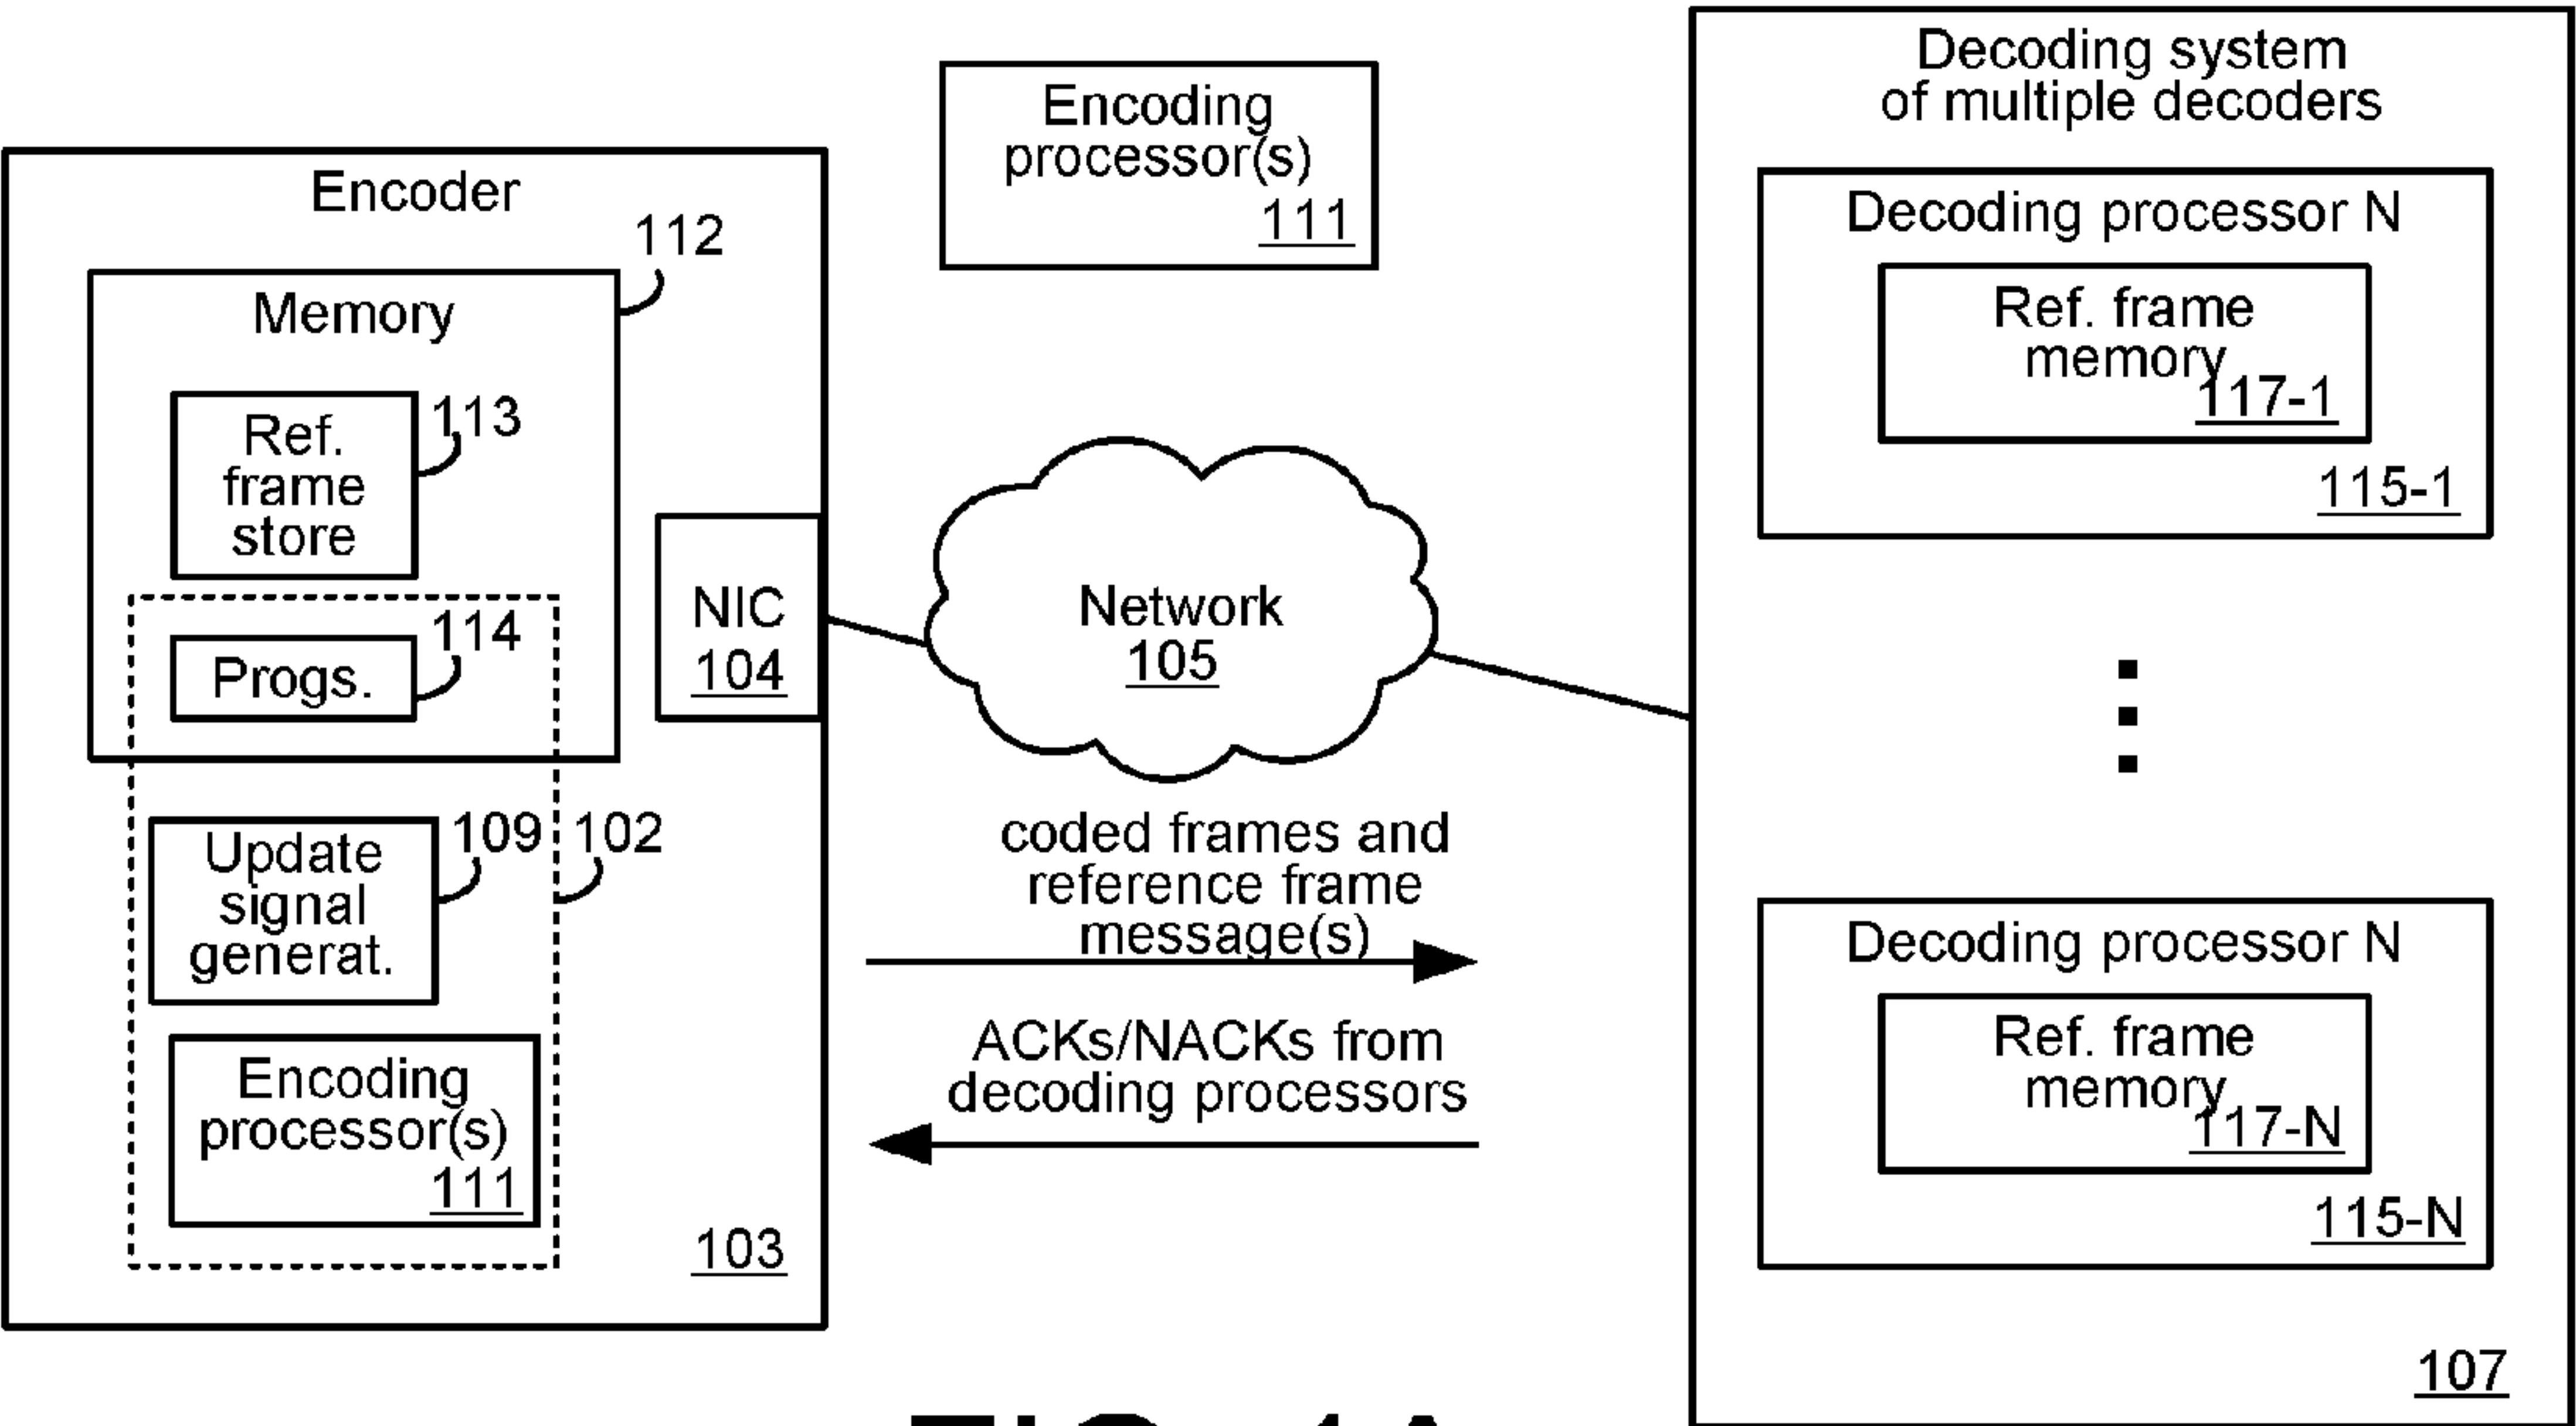 Encoder
112
Memory
Ref.
frame
store
113
Progs.
114
Update
signal
generat.
109
102
Encoding
processor(s)
111
103
NIC
104
Encoding
processor(s)
111
Network
105
coded frames and
reference frame
message(s)
ACKs/NACKs from
decoding processors
Decoding system
of multiple decoders
Decoding processor N
Ref. frame
memory
117-1
115-1
Decoding processor N
Ref. frame
memory
117-N
115-N
107